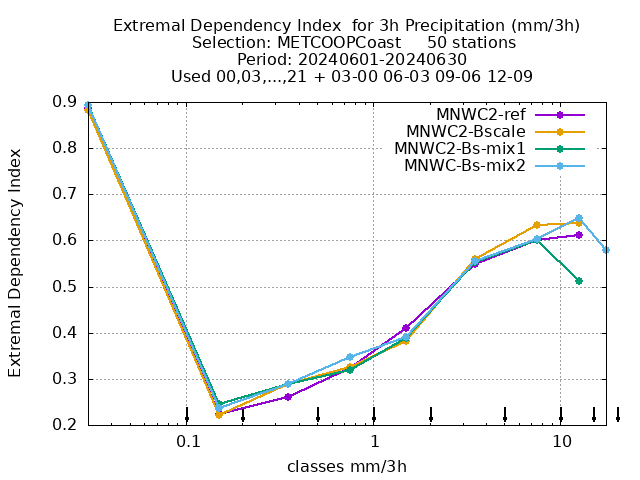 Extremal Dependency Index  for 3h Precipitation (mm/3h)
Selection: METCOOPCoast     50 stations
Period: 20240601-20240630
Used 00,03,...,21 + 03-00 06-03 09-06 12-09
MNWC2-ref
MNWC2-Bscale
MNWC2-Bs-mix1
MNWC-Bs-mix2
Extremal Dependency Index
0.9
0.8
0.7
0.6
0.5
0.4
0.3
0.2
0.1 1 10
classes mm/3h